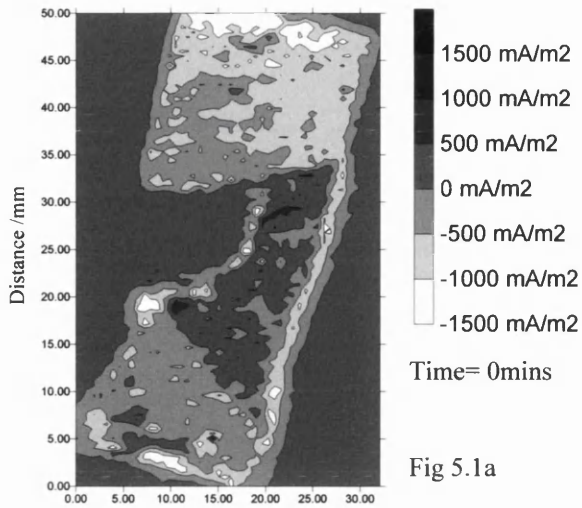 50.00
45.00
40.00
35.00
30.00
25.00
20.00
15.00
10.00
5.00
0.00
Distance /mm
0.00 5.00 10.00 15.00 20.00 25.00 30.00
1500 mA/m2
1000 mA/m2
500 mA/m2
0 mA/m2
-500 mA/m2
-1000 mA/m2
-1500 mA/m2
Time= 0mins
Fig 5.1a